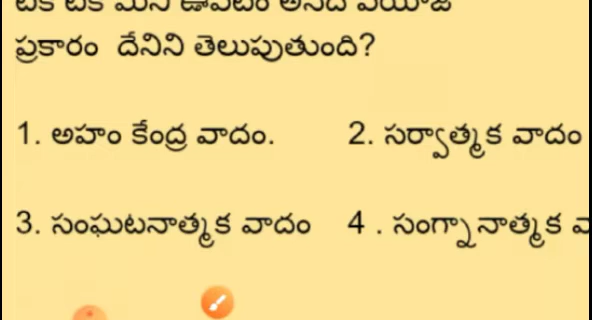 ప్రకారం దేనిని తెలుపుతుంది?
1. అహం కేంద్ర వాదం. 2. సర్వాత్మక వాదం
3. సంఘటనాత్మక వాదం 4 . సంగ్నానాత్మక